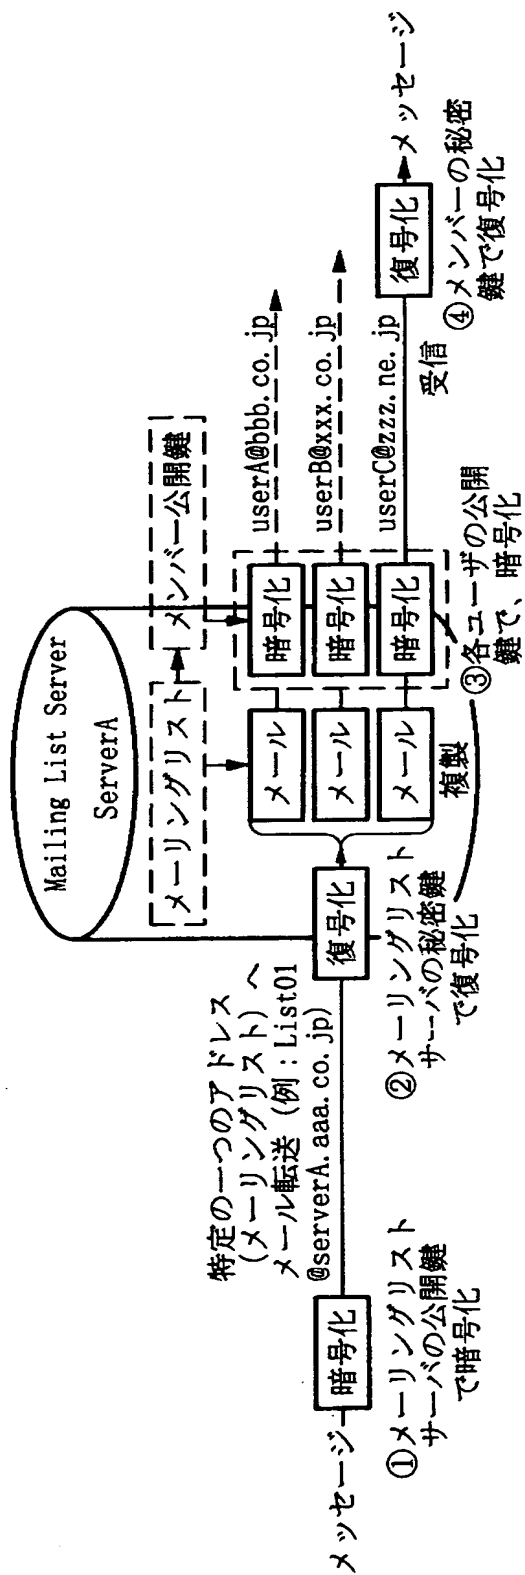 Mailing List Server
ServerA
メーリングリスト
メンバー公開鍵
特定の一つのアドレス
(メーリングリスト) へ
メール転送 (例:List01
@serverA.aaa.co.jp)
メッセージ
暗号化
復号化
メール
メール
メール
複製
暗号化
暗号化
暗号化
userA@bbb.co.jp
userB@xxx.co.jp
userC@zzz.ne.jp
受信
復号化
メッセージ
①メーリングリスト
サーバの公開鍵
で暗号化
②メーリングリスト
サーバの秘密鍵
で復号化
③各ユーザの公開
鍵で、暗号化
④メンバーの秘密
鍵で復号化